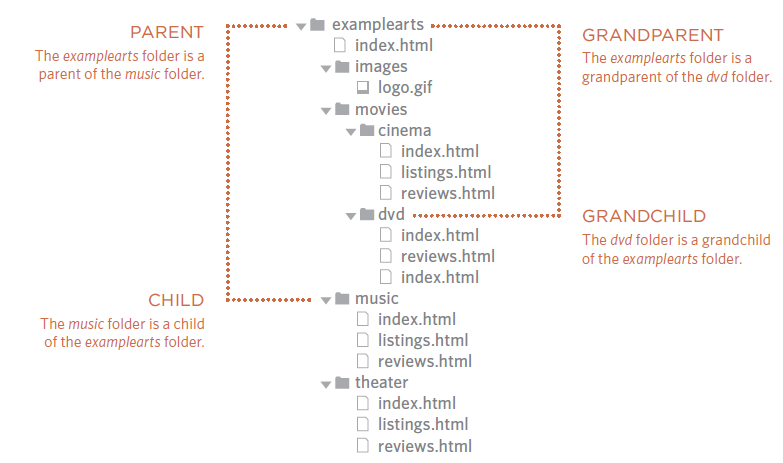 PARENT
The examplearts folder is a
parent of the music folder.
examplearts
index.html
images
logo.gif
movies
cinema
index.html
listings.html
reviews.html
dvd
index.html
reviews.html
index.html
music
index.html
listings.html
reviews.html
theater
index.html
listings.html
reviews.html
GRANDPARENT
The examplearts folder is a
grandparent of the dvd folder.
GRANDCHILD
The dvd folder is a grandchild
of the examplearts folder.
CHILD
The music folder is a child
of the examplearts folder.